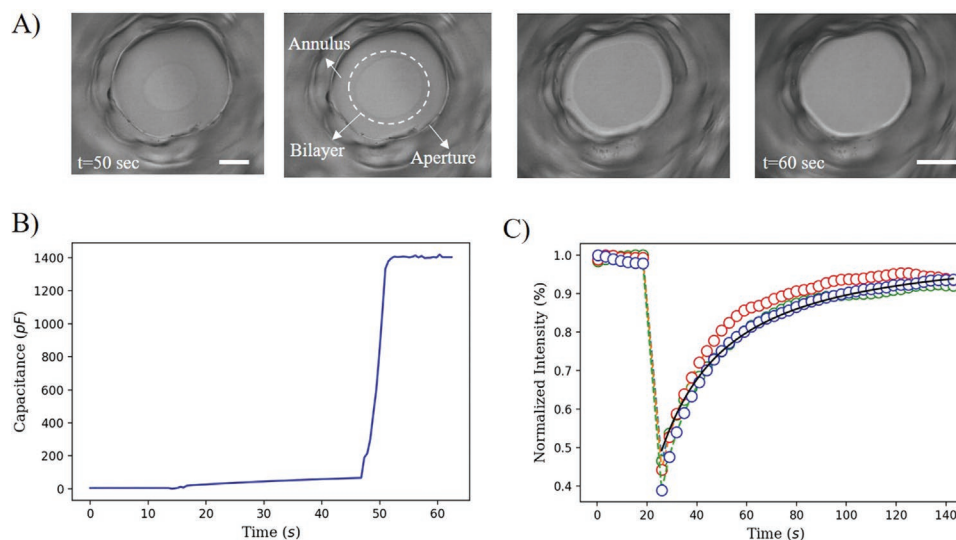 A)
Annulus
Bilayer
Aperture
t=50 sec
t=60 sec
B)
Capacitance (pF)
1400
1200
1000
800
600
400
200
0
0 10 20 30 40 50 60
Time (s)
C)
Normalized Intensity (%)
1.0
0.9
0.8
0.7
0.6
0.5
0.4
0 20 40 60 80 100 120 140
Time (s)